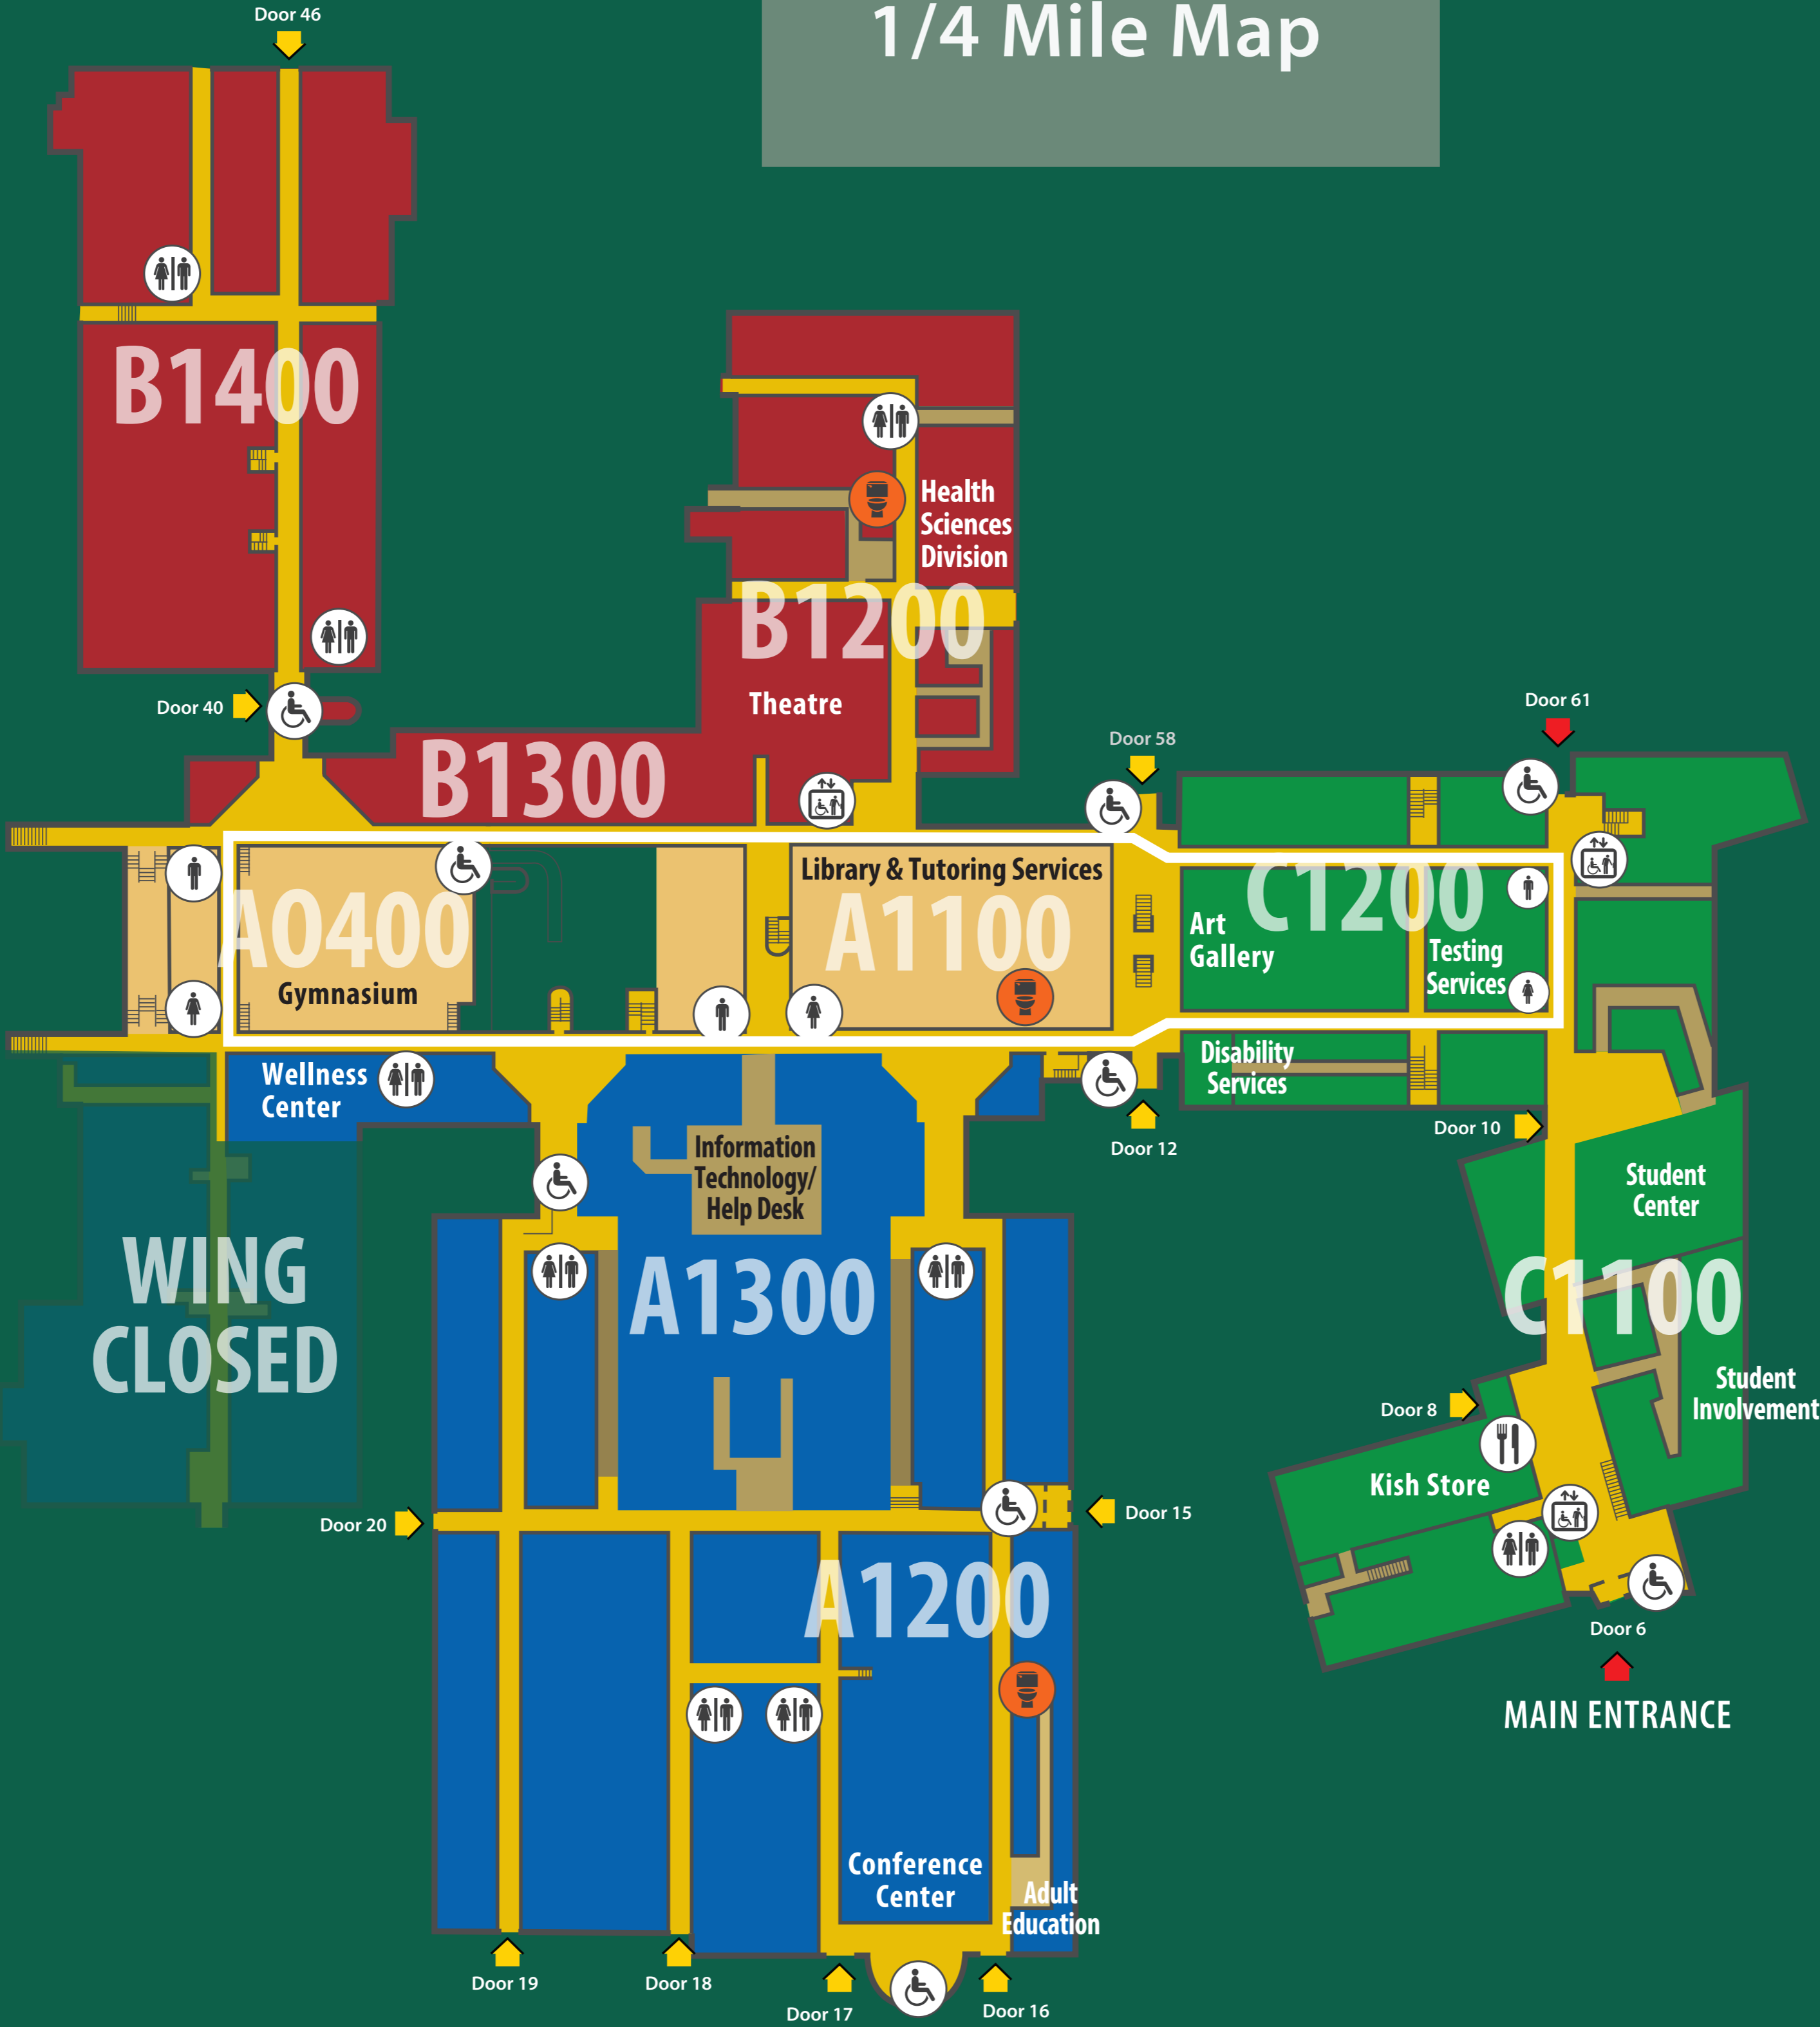 Door 46
1/4 Mile Map
B1400
Health
Sciences
Division
B1200
Theatre
Door 40
B1300
Door 58
Door 61
Library & Tutoring Services
A0400
A1100
C1200
Art
Gallery
Testing
Services
Gymnasium
Wellness
Center
Disability
Services
Door 12
Door 10
Information
Technology/
Help Desk
Student
Center
WING
CLOSED
A1300
C1100
Student
Involvement
Door 8
Kish Store
Door 20
Door 15
A1200
Door 6
MAIN ENTRANCE
Conference
Center
Adult
Education
Door 19
Door 18
Door 17
Door 16